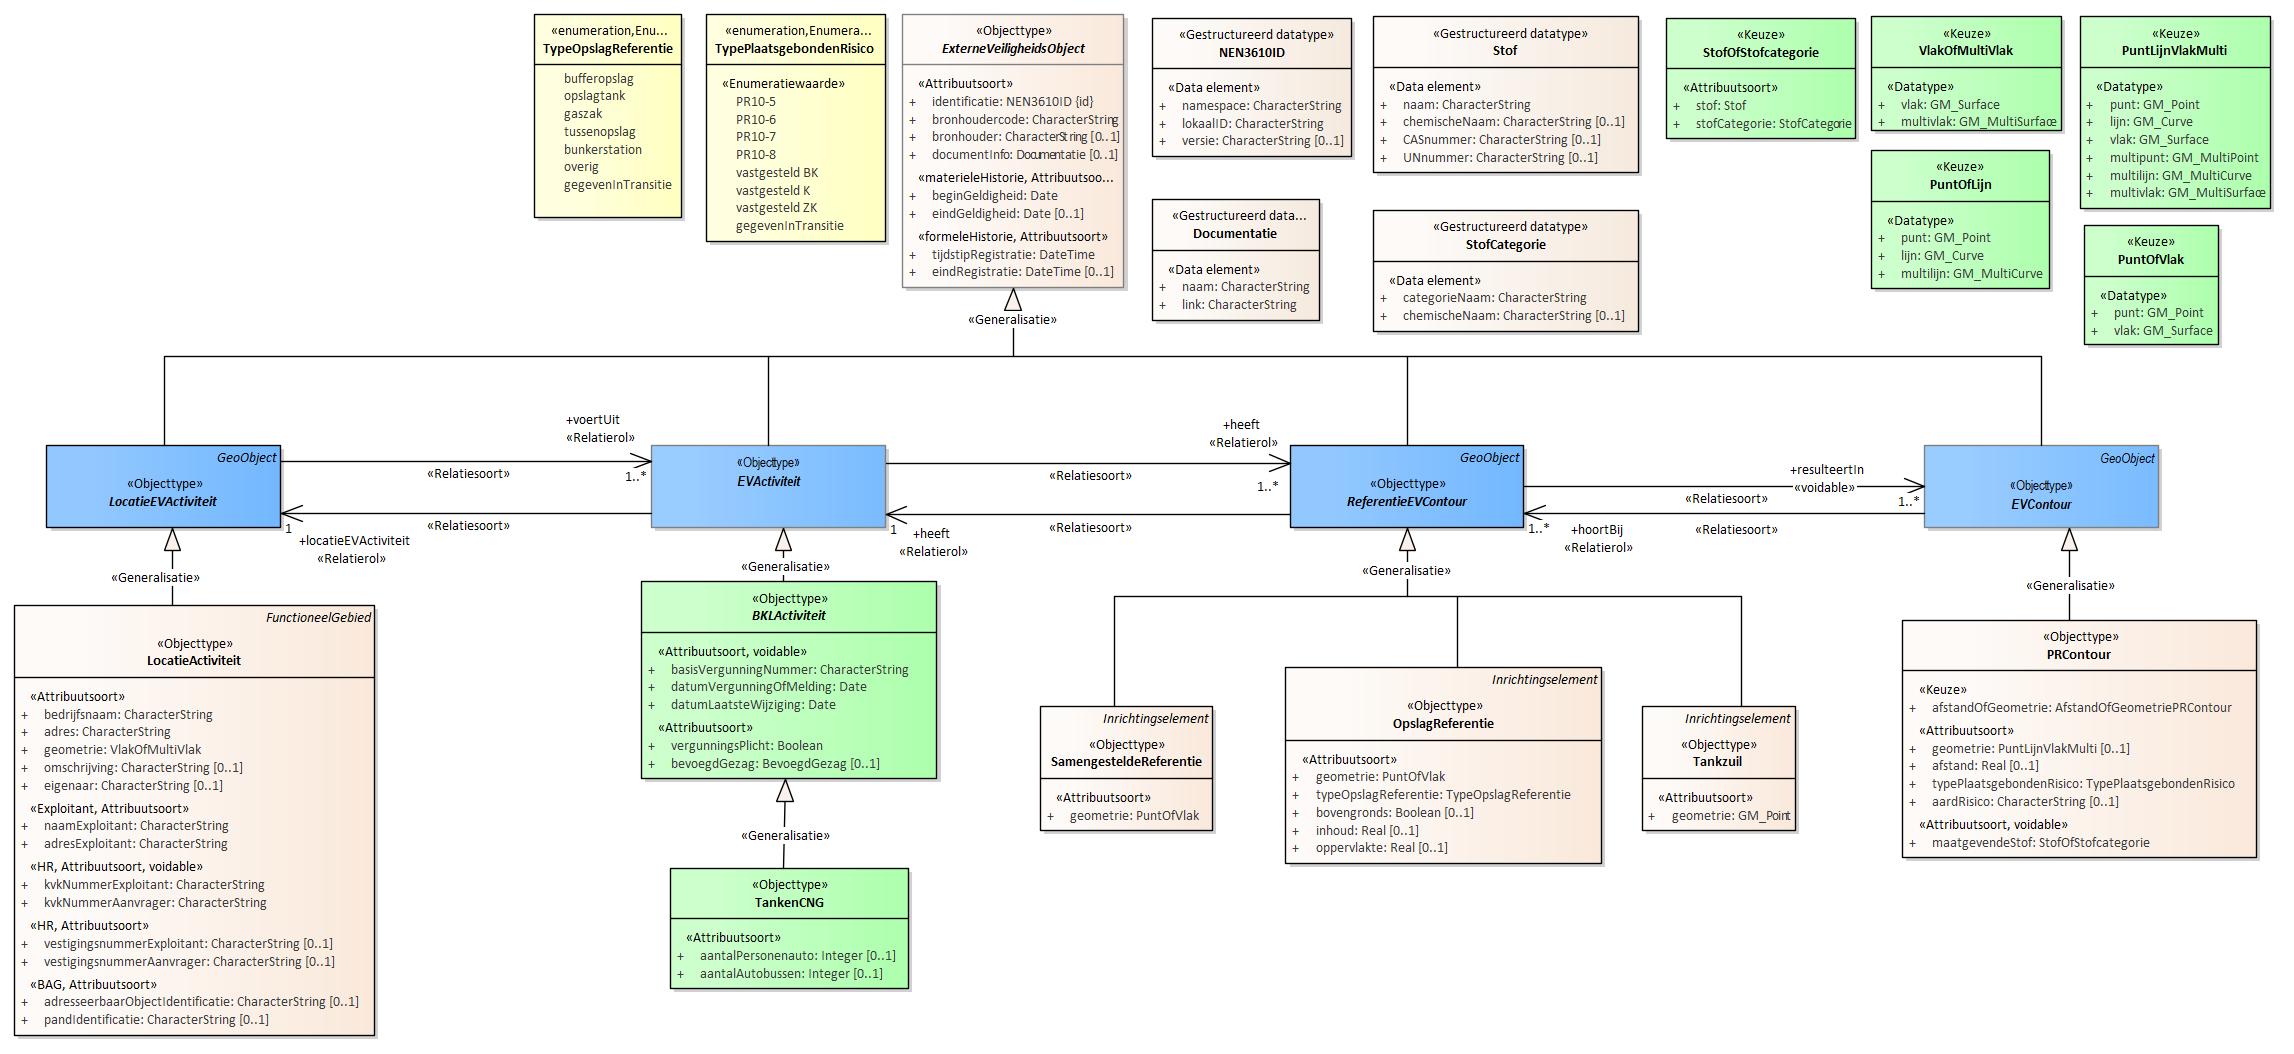 «enumeration,Enu...
TypeOpslagReferentie
bufferopslag
opslagtank
gaszak
tussenopslag
bunkerstation
overig
gegevenInTransitie
«enumeration,Enumera...
TypePlaatsgebondenRisico
«Enumeratiewaarde»
PR10-5
PR10-6
PR10-7
PR10-8
vastgesteld BK
vastgesteld K
vastgesteld ZK
gegevenInTransitie
«Objecttype»
ExterneVeiligheidsObject
«Attribuutsoort»
+ identificatie: NEN3610ID {id}
+ bronhoudercode: CharacterString
+ bronhouder: CharacterString [0..1]
+ documentInfo: Documentatie [0..1]
«materieleHistorie, Attribuutsoo...
+ beginGeldigheid: Date
+ eindGeldigheid: Date [0..1]
«formeleHistorie, Attribuutsoort»
+ tijdstipRegistratie: DateTime
+ eindRegistratie: DateTime [0..1]
«Gestructureerd datatype»
NEN3610ID
«Data element»
+ namespace: CharacterString
+ lokaalID: CharacterString
+ versie: CharacterString [0..1]
«Gestructureerd data...
Documentatie
«Data element»
+ naam: CharacterString
+ link: CharacterString
«Gestructureerd datatype»
Stof
«Data element»
+ naam: CharacterString
+ chemischeNaam: CharacterString [0..1]
+ CASnummer: CharacterString [0..1]
+ UNnummer: CharacterString [0..1]
«Gestructureerd datatype»
StofCategorie
«Data element»
+ categorieNaam: CharacterString
+ chemischeNaam: CharacterString [0..1]
«Keuze»
StofOfStofcategorie
«Attribuutsoort»
+ stof: Stof
+ stofCategorie: StofCategorie
«Keuze»
VlakOfMultiVlak
«Datatype»
+ vlak: GM_Surface
+ multivlak: GM_MultiSurface
«Keuze»
PuntOfLijn
«Datatype»
+ punt: GM_Point
+ lijn: GM_Curve
+ multilijn: GM_MultiCurve
«Keuze»
PuntLijnVlakMulti
«Datatype»
+ punt: GM_Point
+ lijn: GM_Curve
+ vlak: GM_Surface
+ multipunt: GM_MultiPoint
+ multilijn: GM_MultiCurve
+ multivlak: GM_MultiSurface
«Keuze»
PuntOfVlak
«Datatype»
+ punt: GM_Point
+ vlak: GM_Surface
«Generalisatie»
GeoObject
«Objecttype»
LocatieEVActiviteit
+voertUit
«Relatierol»
«Relatiesoort»
1..*
«Relatiesoort»
1
+locatieEVActiviteit
«Relatierol»
«Objecttype»
EVActiviteit
+heeft
«Relatierol»
«Relatiesoort»
1..*
«Relatiesoort»
1
+heeft
«Relatierol»
GeoObject
«Objecttype»
ReferentieEVContour
+resulteertIn
«voidable»
«Relatiesoort»
1..*
«Relatiesoort»
1..*
+hoortBij
«Relatierol»
GeoObject
«Objecttype»
EVContour
«Generalisatie»
«Generalisatie»
«Generalisatie»
«Generalisatie»
FunctioneelGebied
«Objecttype»
LocatieActiviteit
«Attribuutsoort»
+ bedrijfsnaam: CharacterString
+ adres: CharacterString
+ geometrie: VlakOfMultiVlak
+ omschrijving: CharacterString [0..1]
+ eigenaar: CharacterString [0..1]
«Exploitant, Attribuutsoort»
+ naamExploitant: CharacterString
+ adresExploitant: CharacterString
«HR, Attribuutsoort, voidable»
+ kvkNummerExploitant: CharacterString
+ kvkNummerAanvrager: CharacterString
«HR, Attribuutsoort»
+ vestigingsnummerExploitant: CharacterString [0..1]
+ vestigingsnummerAanvrager: CharacterString [0..1]
«BAG, Attribuutsoort»
+ adresseerbaarObjectIdentificatie: CharacterString [0..1]
+ pandIdentificatie: CharacterString [0..1]
«Objecttype»
BKLActiviteit
«Attribuutsoort, voidable»
+ basisVergunningNummer: CharacterString
+ datumVergunningOfMelding: Date
+ datumLaatsteWijziging: Date
«Attribuutsoort»
+ vergunningsPlicht: Boolean
+ bevoegdGezag: BevoegdGezag [0..1]
«Generalisatie»
«Objecttype»
TankenCNG
«Attribuutsoort»
+ aantalPersonenauto: Integer [0..1]
+ aantalAutobussen: Integer [0..1]
Inrichtingselement
«Objecttype»
SamengesteldeReferentie
«Attribuutsoort»
+ geometrie: PuntOfVlak
Inrichtingselement
«Objecttype»
OpslagReferentie
«Attribuutsoort»
+ geometrie: PuntOfVlak
+ typeOpslagReferentie: TypeOpslagReferentie
+ bovengronds: Boolean [0..1]
+ inhoud: Real [0..1]
+ oppervlakte: Real [0..1]
Inrichtingselement
«Objecttype»
Tankzuil
«Attribuutsoort»
+ geometrie: GM_Point
«Objecttype»
PRContour
«Keuze»
+ afstandOfGeometrie: AfstandOfGeometriePRContour
«Attribuutsoort»
+ geometrie: PuntLijnVlakMulti [0..1]
+ afstand: Real [0..1]
+ typePlaatsgebondenRisico: TypePlaatsgebondenRisico
+ aardRisico: CharacterString [0..1]
«Attribuutsoort, voidable»
+ maatgevendeStof: StofOfStofcategorie